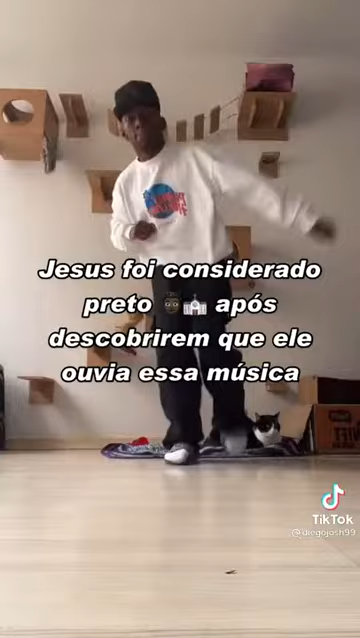 Jesus foi considerado
preto 🧔🏿‍♂️⛪ após
descobrirem que ele
ouvia essa música
TikTok
@diegojosh99